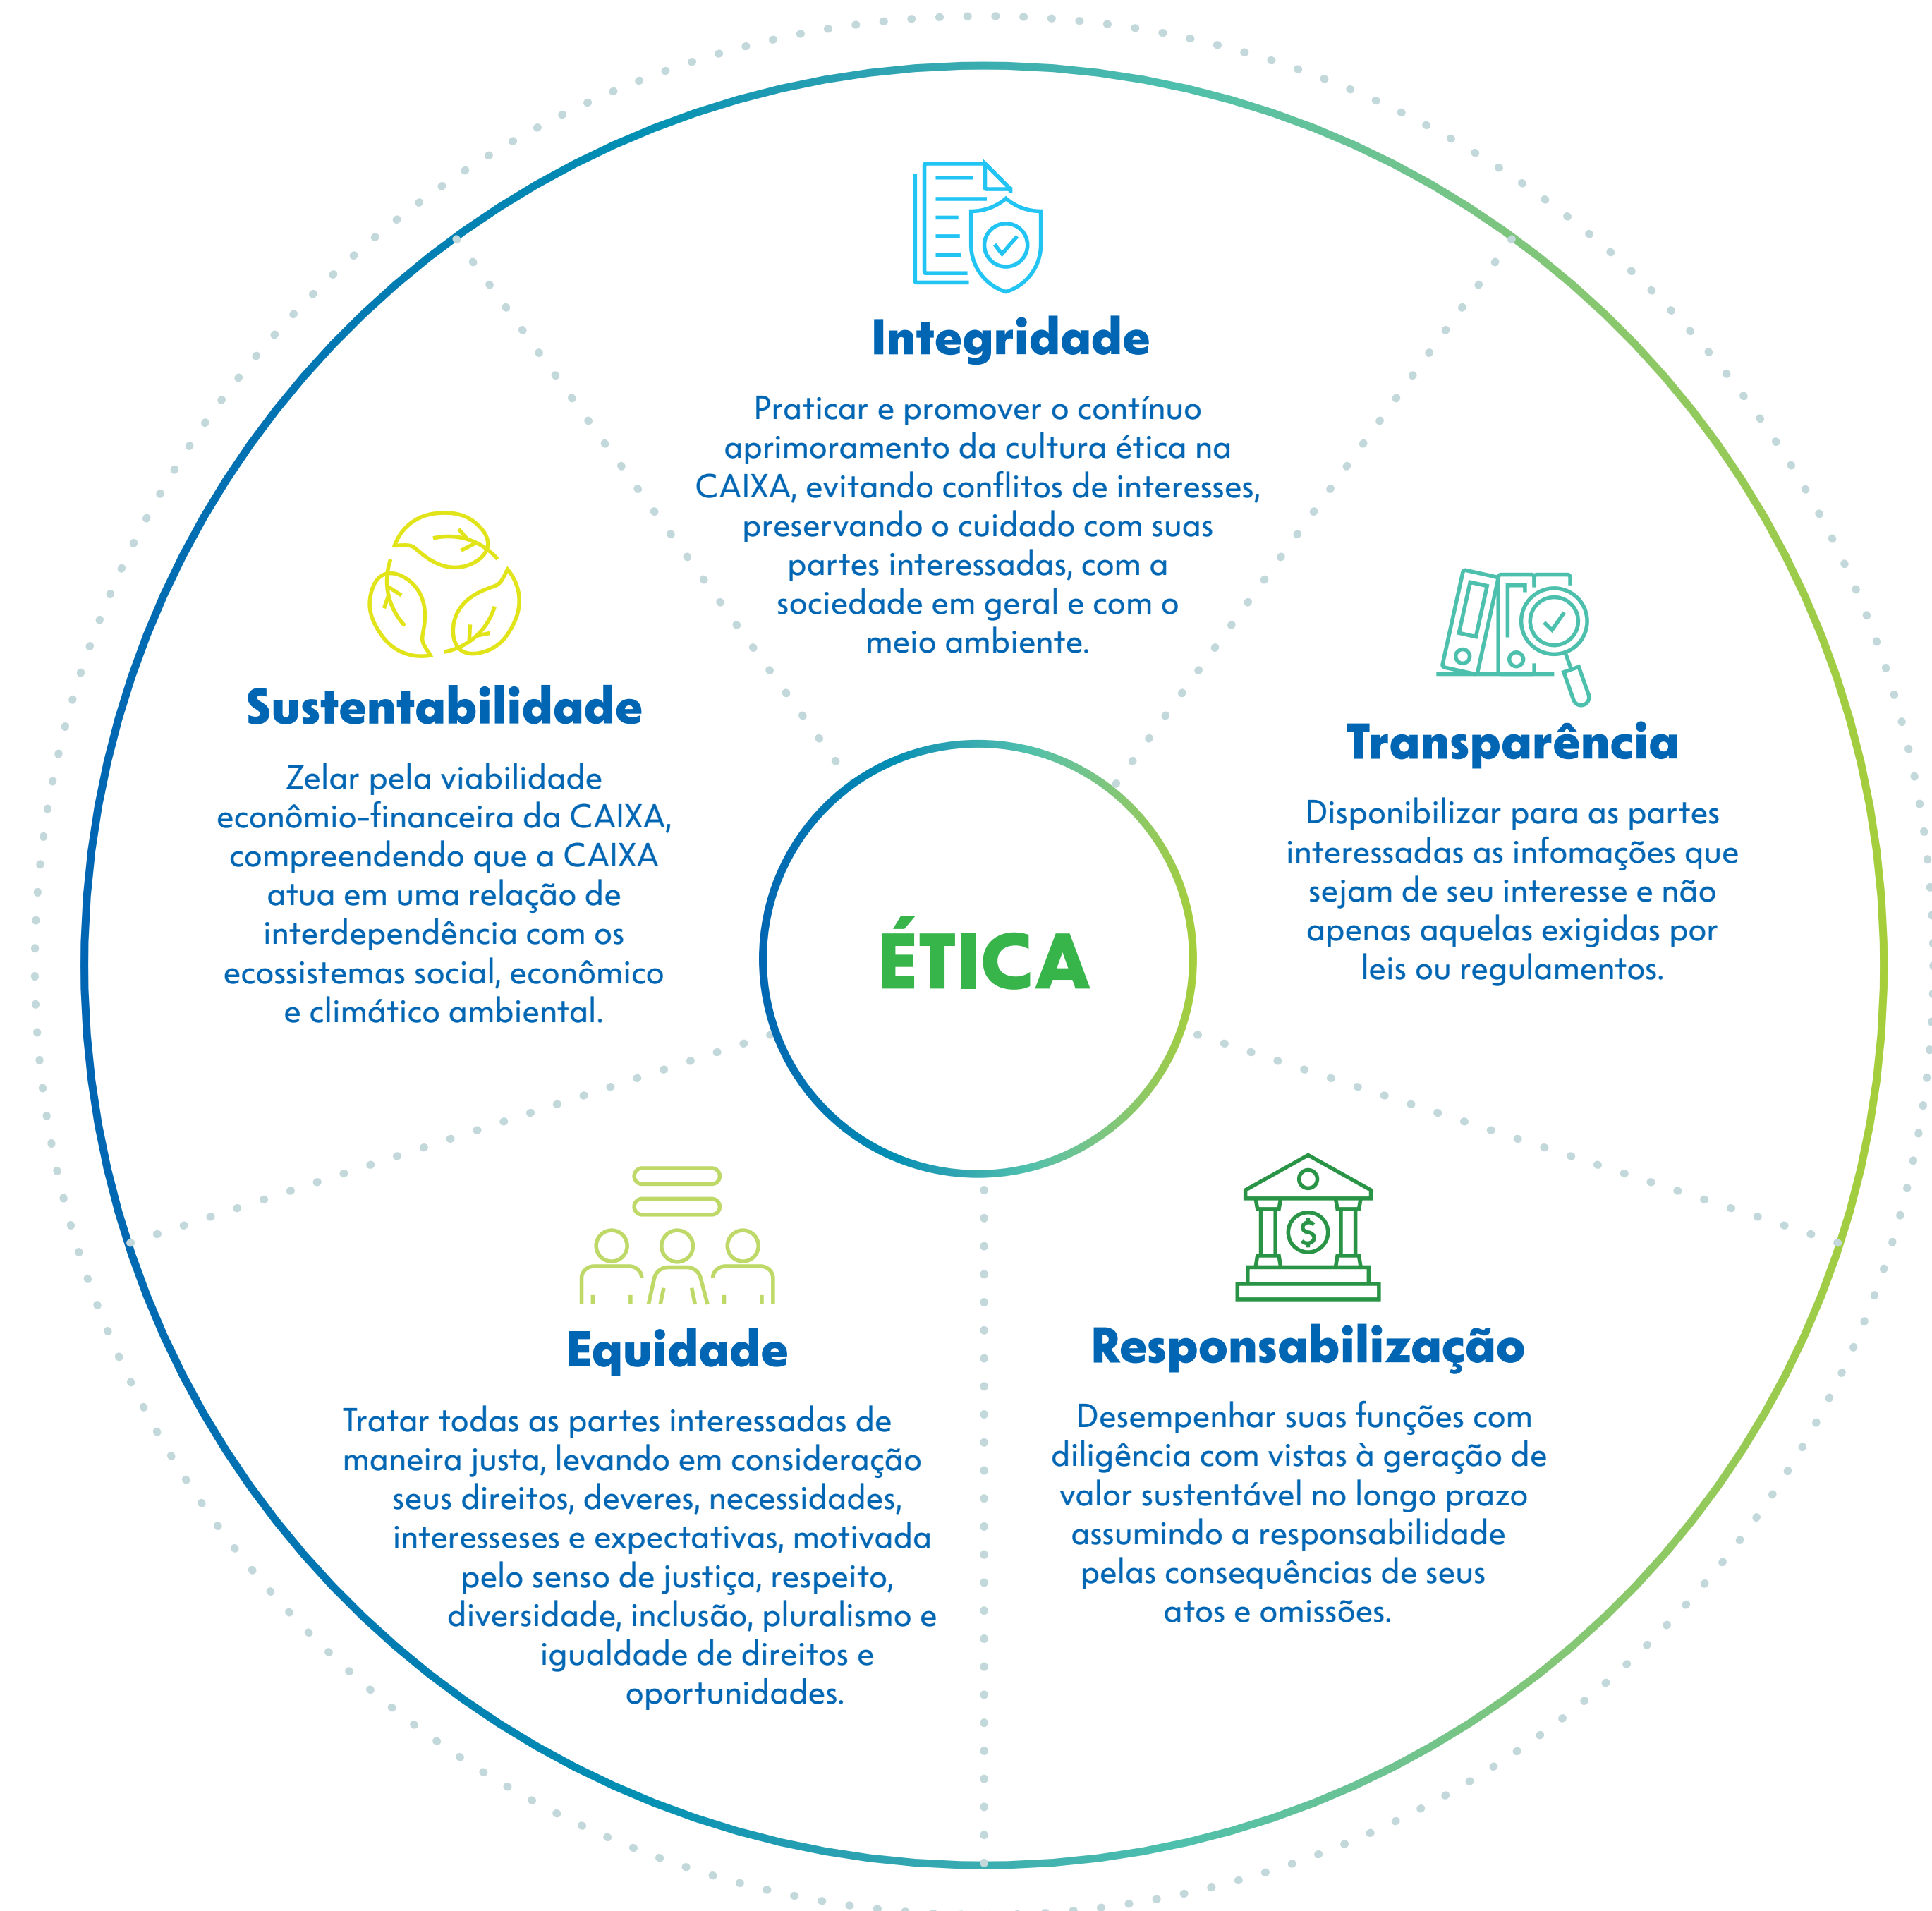 Integridade
Praticar e promover o contínuo
aprimoramento da cultura ética na
CAIXA, evitando conflitos de interesses,
preservando o cuidado com suas
partes interessadas, com a
sociedade em geral e com o
meio ambiente.
Sustentabilidade
Zelar pela viabilidade
econômio-financeira da CAIXA,
compreendendo que a CAIXA
atua em uma relação de
interdependência com os
ecossistemas social, econômico
e climático ambiental.
Transparência
Disponibilizar para as partes
interessadas as infomações que
sejam de seu interesse e não
apenas aquelas exigidas por
leis ou regulamentos.
ÉTICA
Equidade
Tratar todas as partes interessadas de
maneira justa, levando em consideração
seus direitos, deveres, necessidades,
interesseses e expectativas, motivada
pelo senso de justiça, respeito,
diversidade, inclusão, pluralismo e
igualdade de direitos e
oportunidades.
$
Responsabilização
Desempenhar suas funções com
diligência com vistas à geração de
valor sustentável no longo prazo
assumindo a responsabilidade
pelas consequências de seus
atos e omissões.